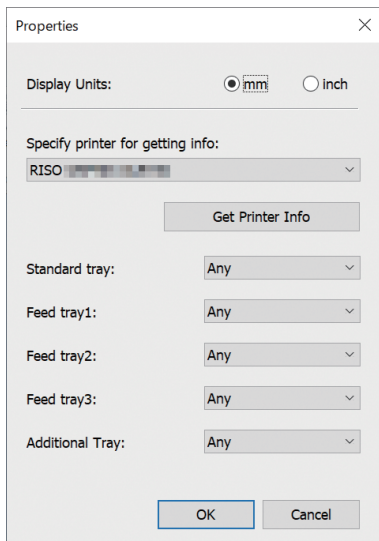 Properties
Display Units: mm inch
Specify printer for getting info:
RISO
Get Printer Info
Standard tray: Any
Feed tray1: Any
Feed tray2: Any
Feed tray3: Any
Additional Tray: Any
OK Cancel